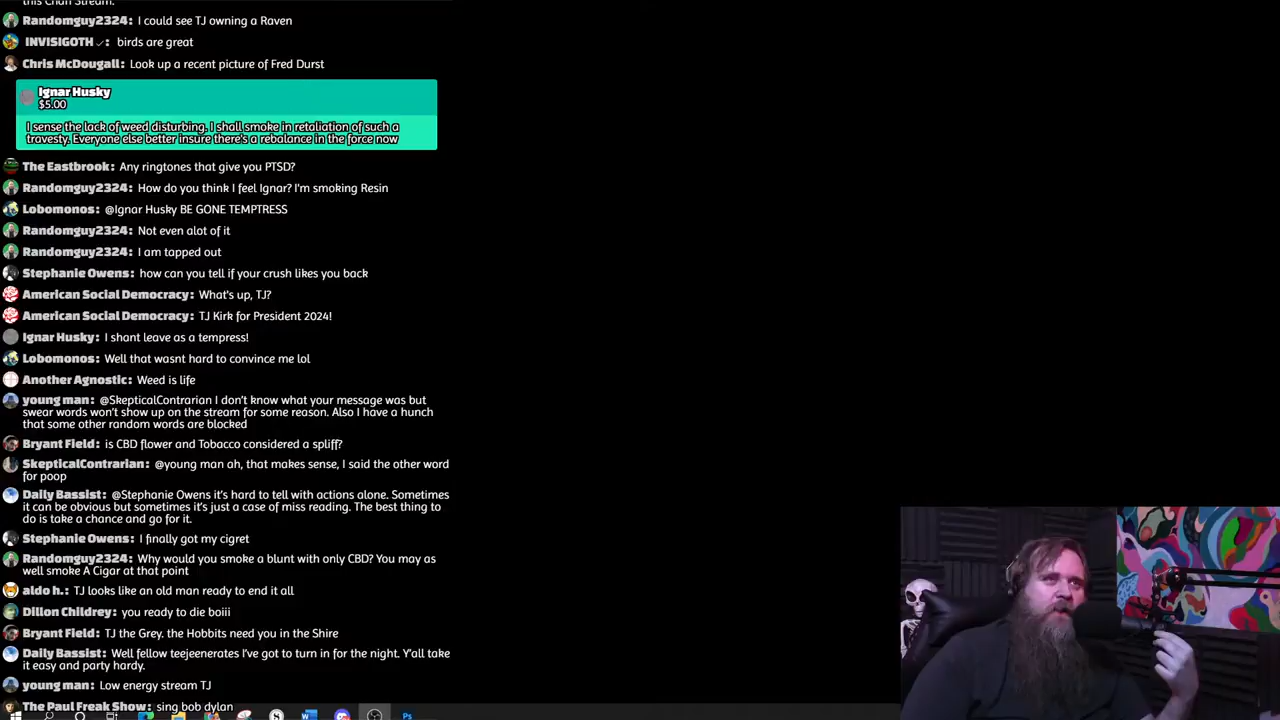 this Chan Stream.
Randomguy2324: I could see TJ owning a Raven
INVISIGOTH✓: birds are great
Chris McDougall: Look up a recent picture of Fred Durst
Ignar Husky
$5.00
I sense the lack of weed disturbing. I shall smoke in retaliation of such a
travesty. Everyone else better insure there's a rebalance in the force now
The Eastbrook: Any ringtones that give you PTSD?
Randomguy2324: How do you think I feel Ignar? I'm smoking Resin
Lobomonos: @Ignar Husky BE GONE TEMPTRESS
Randomguy2324: Not even alot of it
Randomguy2324: I am tapped out
Stephanie Owens: how can you tell if your crush likes you back
American Social Democracy: What's up, TJ?
American Social Democracy: TJ Kirk for President 2024!
Ignar Husky: I shant leave as a tempress!
Lobomonos: Well that wasnt hard to convince me lol
Another Agnostic: Weed is life
young man: @SkepticalContrarian I don't know what your message was but
swear words won't show up on the stream for some reason. Also I have a hunch
that some other random words are blocked
Bryant Field: is CBD flower and Tobacco considered a spliff?
SkepticalContrarian: @young man ah, that makes sense, I said the other word
for poop
Daily Bassist: @Stephanie Owens it's hard to tell with actions alone. Sometimes
it can be obvious but sometimes it's just a case of miss reading. The best thing to
do is take a chance and go for it.
Stephanie Owens: I finally got my cigret
Randomguy2324: Why would you smoke a blunt with only CBD? You may as
well smoke A Cigar at that point
aldo h.: TJ looks like an old man ready to end it all
Dillon Childrey: you ready to die boiii
Bryant Field: TJ the Grey. the Hobbits need you in the Shire
Daily Bassist: Well fellow teejeenerates I've got to turn in for the night. Y'all take
it easy and party hardy.
young man: Low energy stream TJ
The Paul Freak Show: sing bob dylan